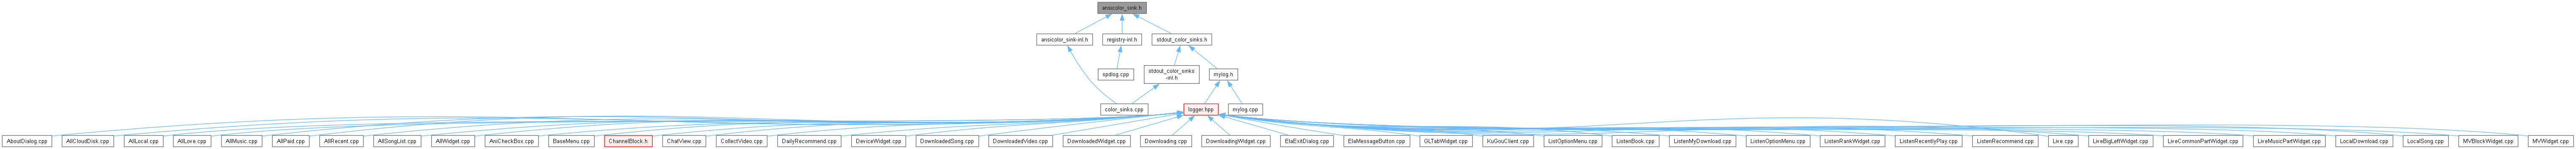 ansicolor_sink.h
ansicolor_sink-inl.h
registry-inl.h
stdout_color_sinks.h
spdlog.cpp
stdout_color_sinks
-inl.h
mylog.h
color_sinks.cpp
logger.hpp
mylog.cpp
AboutDialog.cpp
AllCloudDisk.cpp
AllLocal.cpp
AllLove.cpp
AllMusic.cpp
AllPaid.cpp
AllRecent.cpp
AllSongList.cpp
AllWidget.cpp
AniCheckBox.cpp
BaseMenu.cpp
ChannelBlock.h
ChatView.cpp
CollectVideo.cpp
DailyRecommend.cpp
DeviceWidget.cpp
DownloadedSong.cpp
DownloadedVideo.cpp
DownloadedWidget.cpp
Downloading.cpp
DownloadingWidget.cpp
ElaExitDialog.cpp
ElaMessageButton.cpp
GLTabWidget.cpp
KuGouClient.cpp
ListOptionMenu.cpp
ListenBook.cpp
ListenMyDownload.cpp
ListenOptionMenu.cpp
ListenRankWidget.cpp
ListenRecentlyPlay.cpp
ListenRecommend.cpp
Live.cpp
LiveBigLeftWidget.cpp
LiveCommonPartWidget.cpp
LiveMusicPartWidget.cpp
LocalDownload.cpp
LocalSong.cpp
MVBlockWidget.cpp
MVWidget.cpp